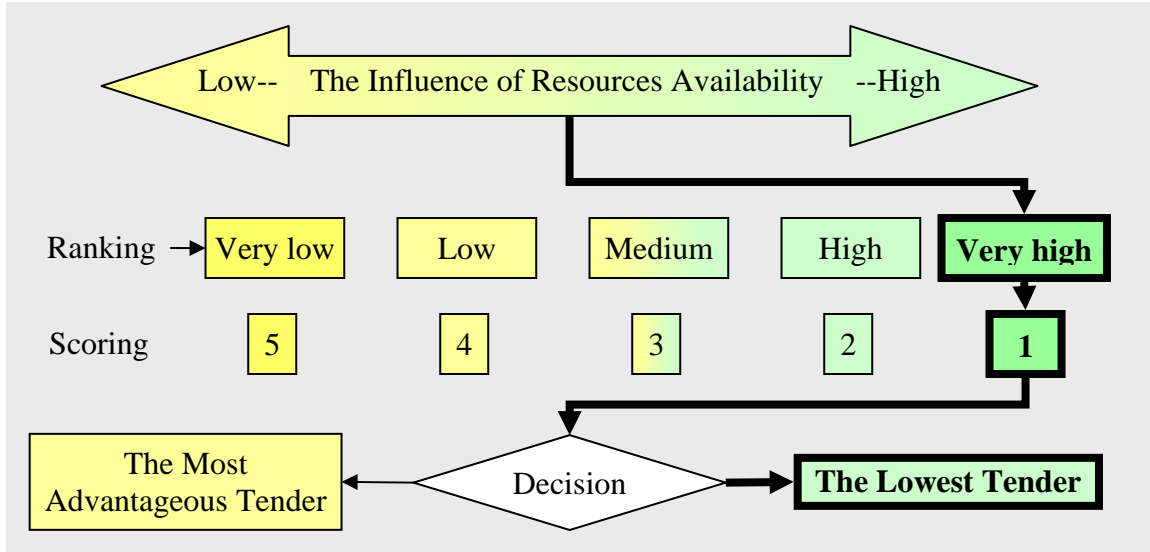 Low-- The Influence of Resources Availability --High
Ranking Very low Low Medium High Very high
Scoring 5 4 3 2 1
The Most
Advantageous Tender
Decision
The Lowest Tender